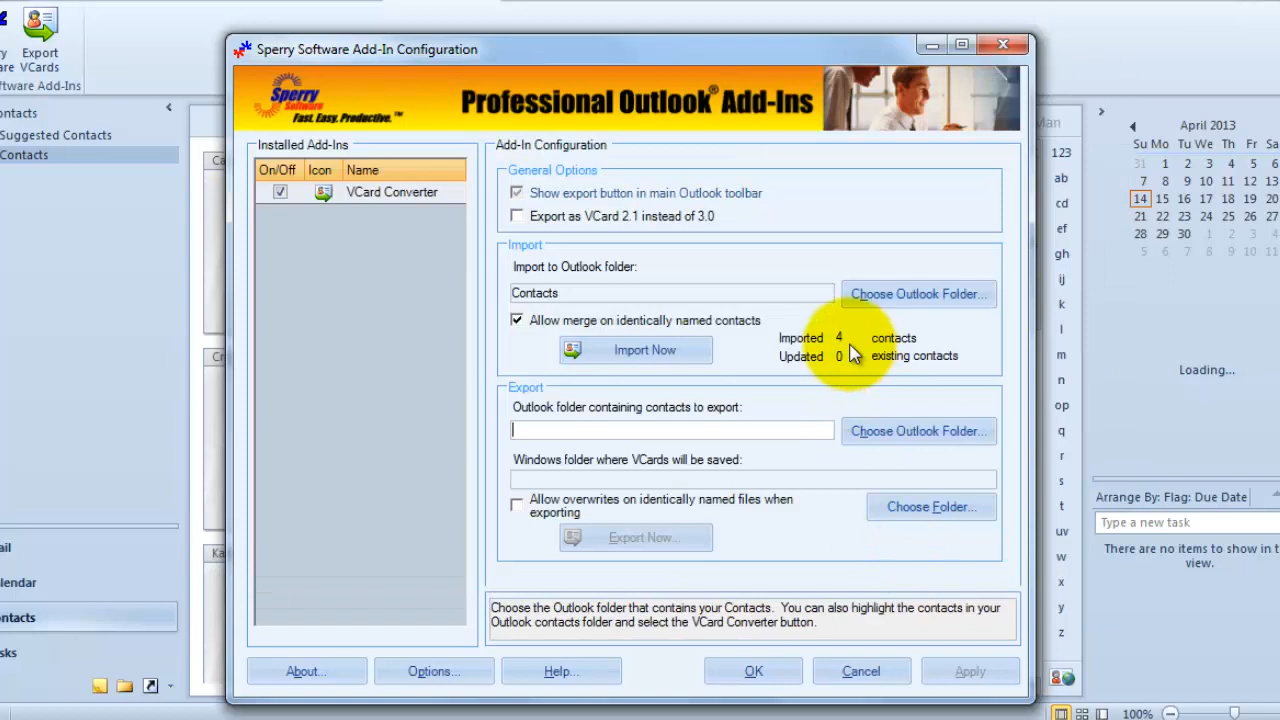 Export
VCards
ftware Add-Ins
ontacts
Suggested Contacts
Contacts
ail
lendar
ontacts
sks
Sperry Software Add-In Configuration
Sperry
Software
Fast. Easy. Productive.™
Professional Outlook® Add-Ins
Installed Add-Ins
On/Off Icon Name
VCard Converter
Add-In Configuration
General Options
Show export button in main Outlook toolbar
Export as VCard 2.1 instead of 3.0
Import
Import to Outlook folder:
Contacts
Choose Outlook Folder...
Allow merge on identically named contacts
Import Now
Imported 4 contacts
Updated 0 existing contacts
Export
Outlook folder containing contacts to export:
Choose Outlook Folder...
Windows folder where VCards will be saved:
Allow overwrites on identically named files when
exporting
Choose Folder...
Export Now...
Choose the Outlook folder that contains your Contacts. You can also highlight the contacts in your
Outlook contacts folder and select the VCard Converter button.
About...
Options...
Help...
OK
Cancel
Apply
123
ab
cd
ef
gh
ij
k
l
m
n
op
q
r
s
t
uv
w
x
y
z
April 2013
Su Mo Tu We Th Fr Sa
31 1 2 3 4 5 6
7 8 9 10 11 12 13
14 15 16 17 18 19 20
21 22 23 24 25 26 27
28 29 30 1 2 3 4
5 6 7 8 9 10 11
Loading...
Arrange By: Flag: Due Date
Type a new task
There are no items to show in this
view.
100%